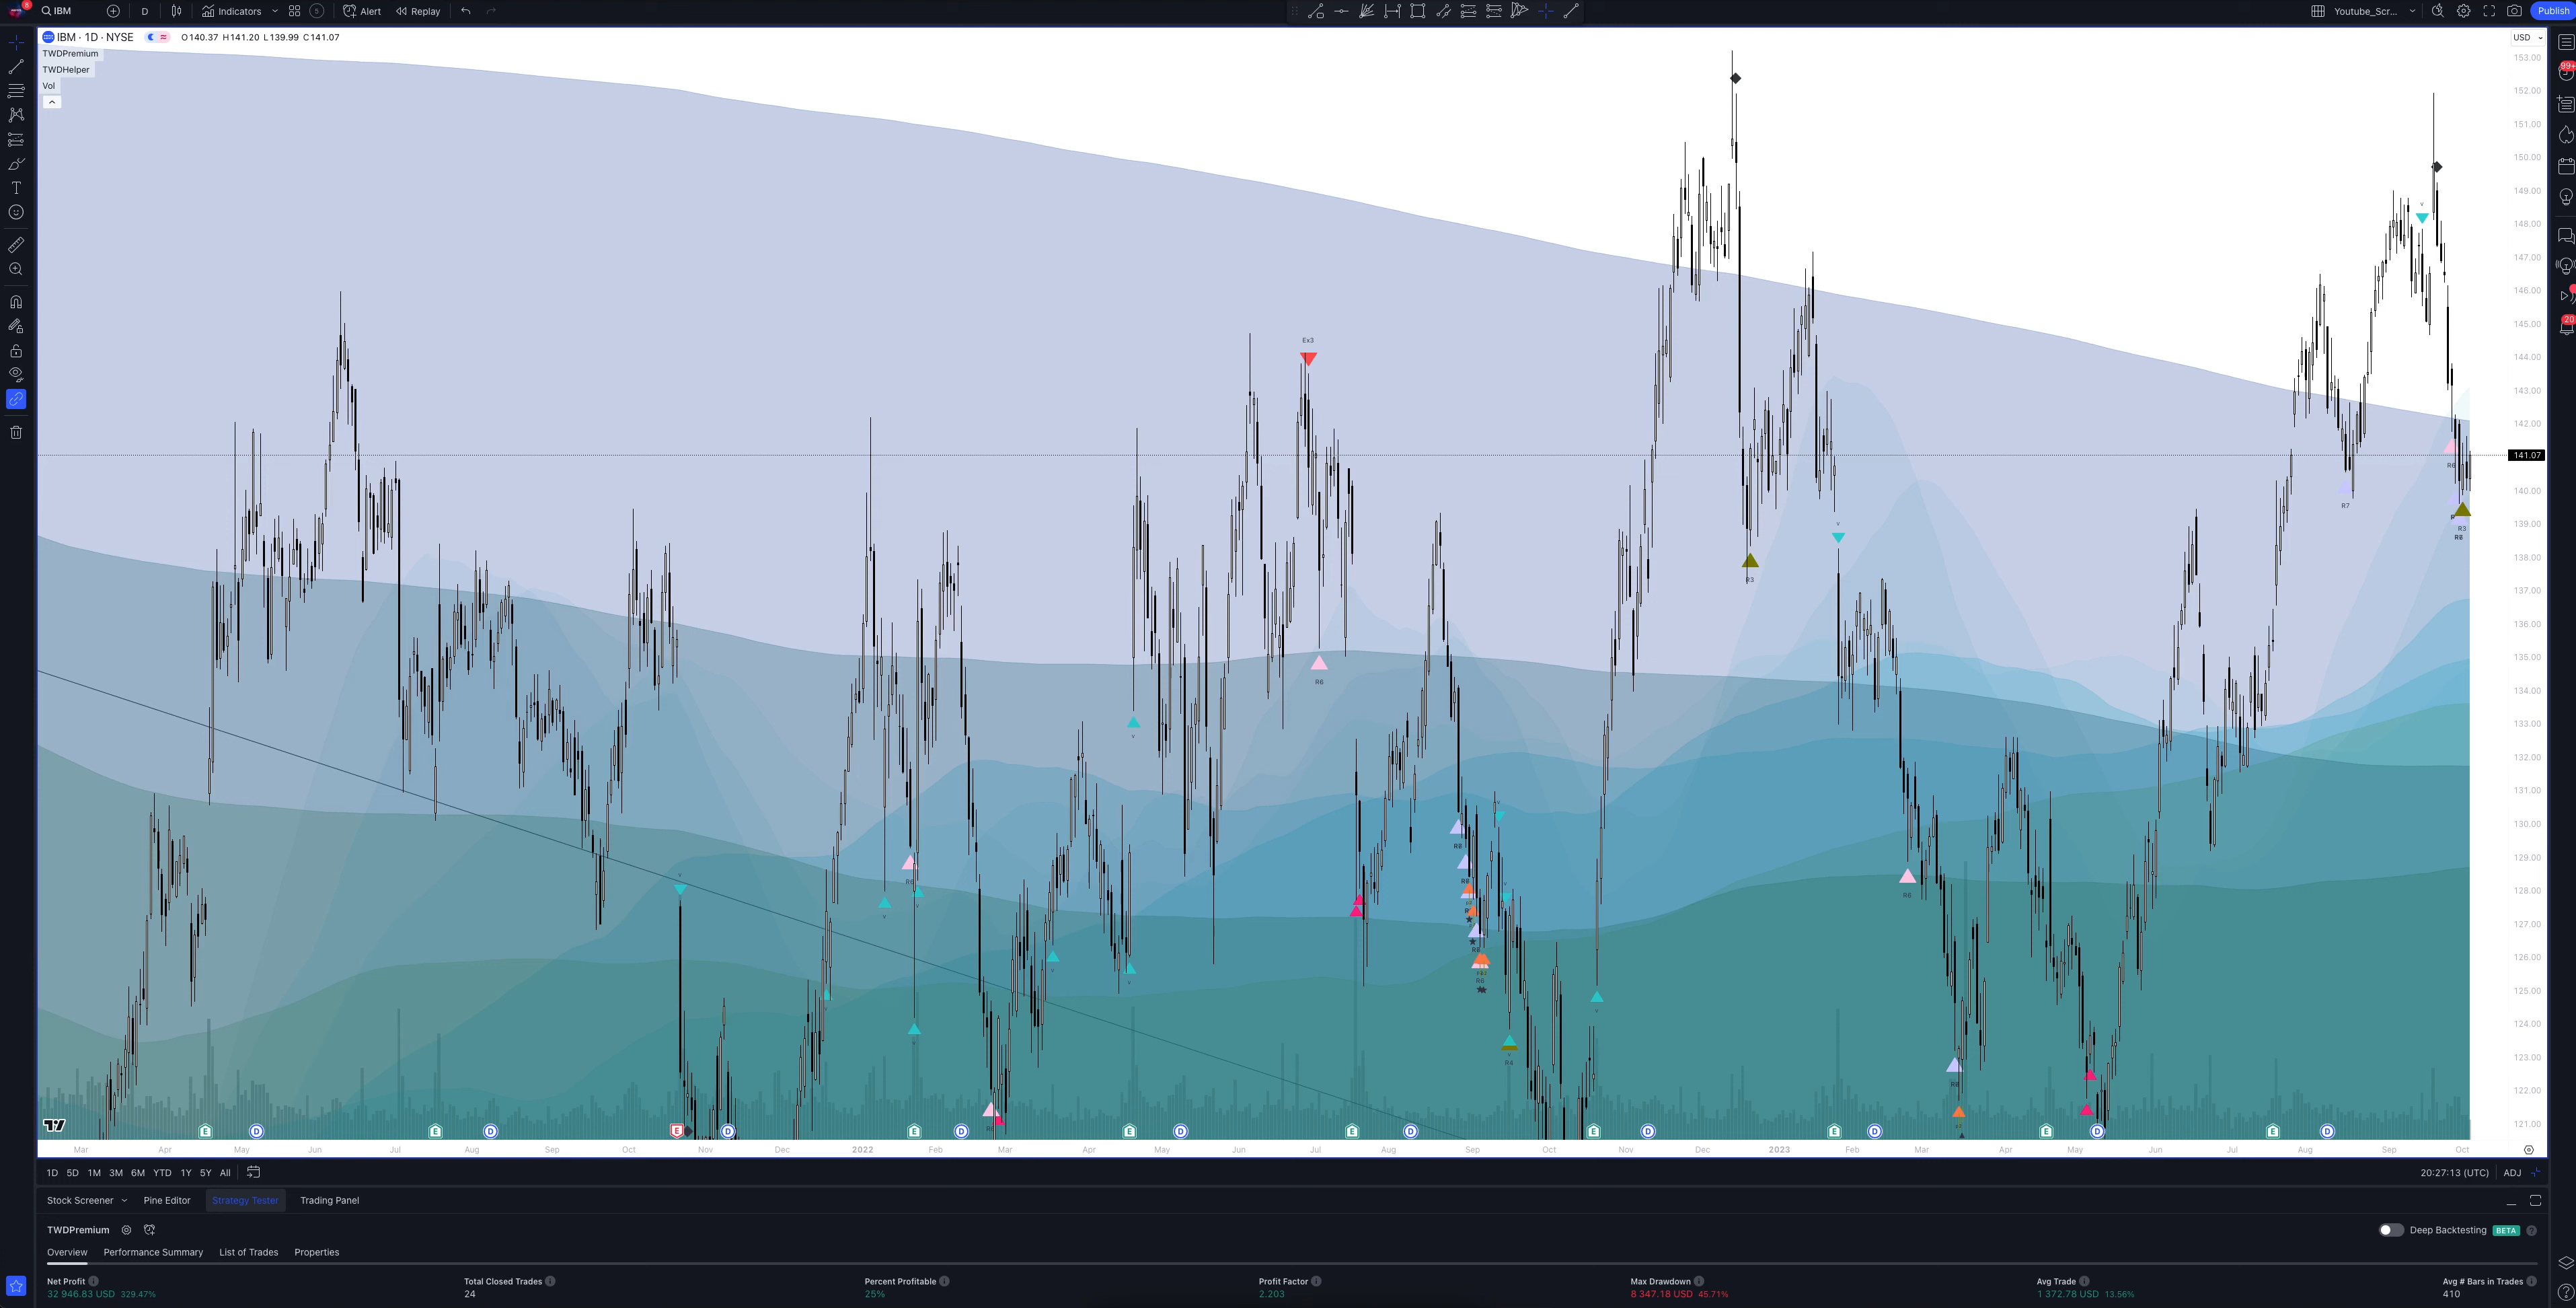 8 IBM D Indicators 5 Alert Replay Youtube_Scr... Publish
IBM · 1D · NYSE O140.37 H141.20 L139.99 C141.07 USD
TWDPremium
TWDHelper
Vol
153.00
152.00
151.00
150.00
149.00
148.00
147.00
146.00
145.00
144.00
143.00
142.00
141.07
140.00
139.00
138.00
137.00
136.00
135.00
134.00
133.00
132.00
131.00
130.00
129.00
128.00
127.00
126.00
125.00
124.00
123.00
122.00
121.00
99+
20
Ex3
R6
R3
R7
R6
R3
R6
E D E D E D E D E D E D E D E D E D E D
Mar Apr May Jun Jul Aug Sep Oct Nov Dec 2022 Feb Mar Apr May Jun Jul Aug Sep Oct Nov Dec 2023 Feb Mar Apr May Jun Jul Aug Sep Oct
1D 5D 1M 3M 6M YTD 1Y 5Y All 20:27:13 (UTC) ADJ
Stock Screener Pine Editor Strategy Tester Trading Panel
TWDPremium Deep Backtesting BETA
Overview Performance Summary List of Trades Properties
Net Profit Total Closed Trades Percent Profitable Profit Factor Max Drawdown Avg Trade Avg # Bars in Trades
32 946.83 USD 329.47% 24 25% 2.203 8 347.18 USD 45.71% 1 372.78 USD 13.56% 410